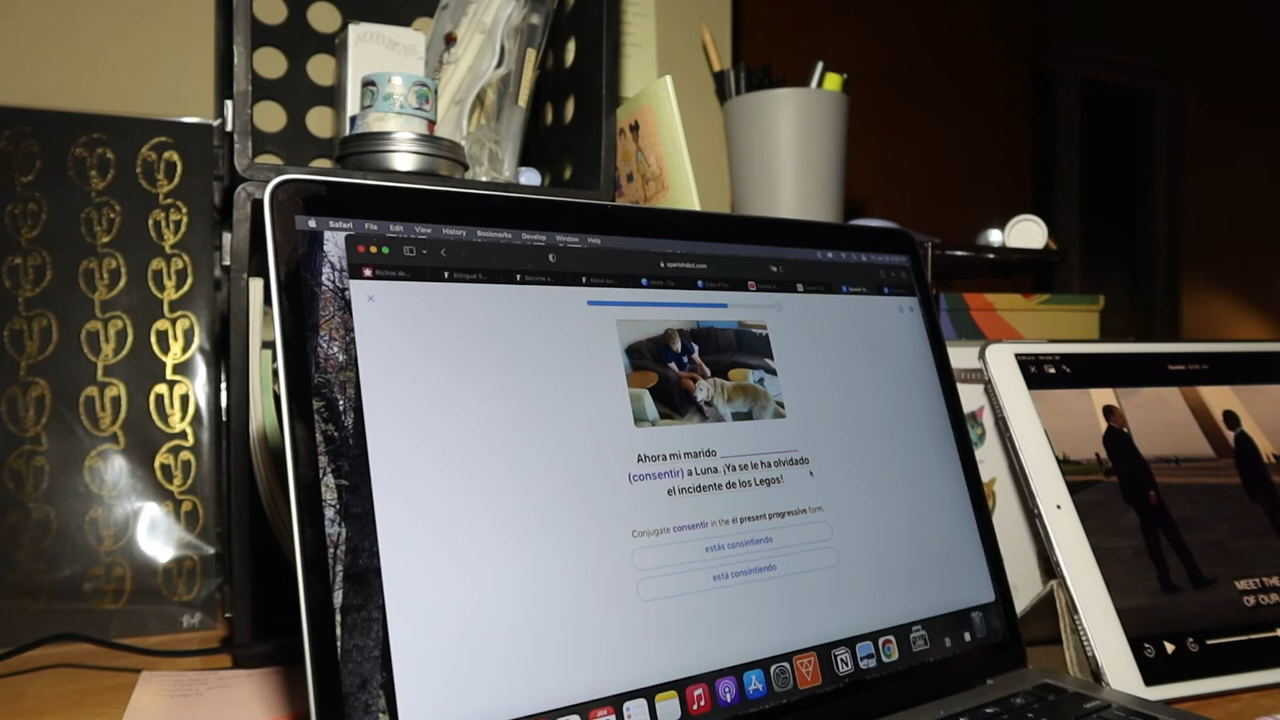 Safari File Edit View History Bookmarks Develop Window Help
spanishdict.com
Ahora mi marido ___________
(consentir) a Luna. ¡Ya se le ha olvidado
el incidente de los Legos!
Conjugate consentir in the él present progressive form.
estás consintiendo
está consintiendo
MEET THE
OF OUR